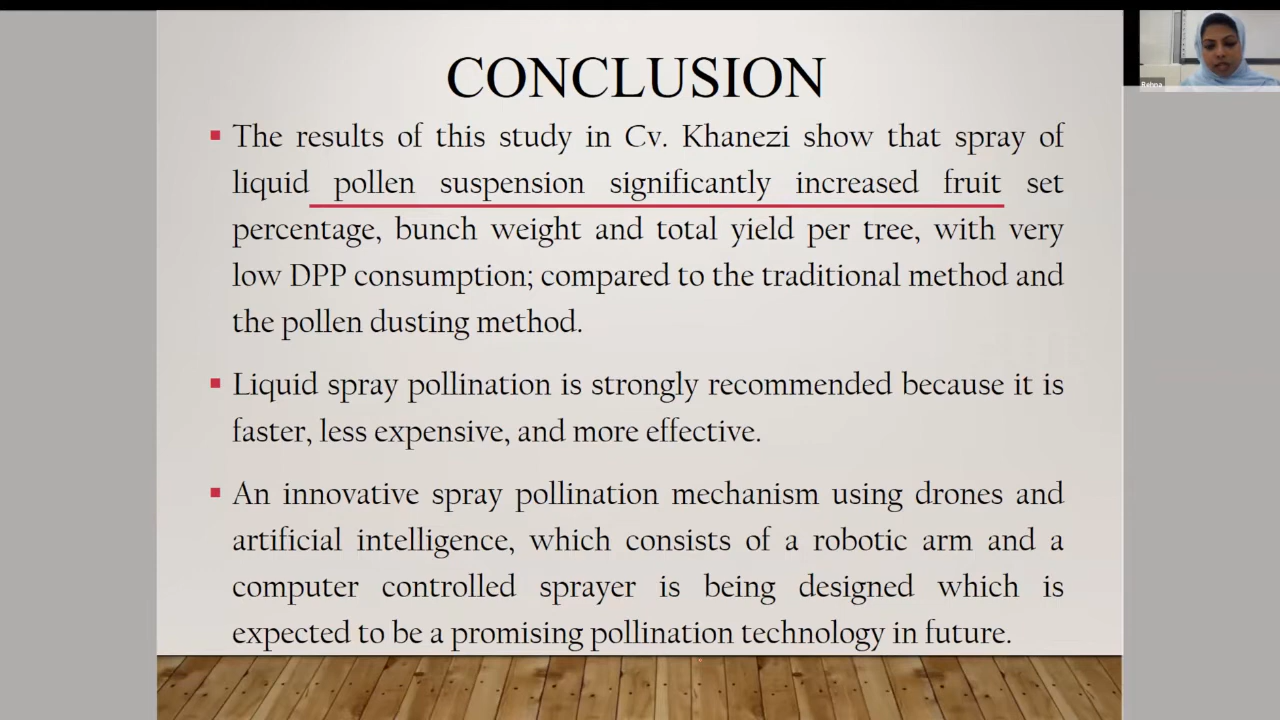 CONCLUSION
The results of this study in Cv. Khanezi show that spray of
liquid pollen suspension significantly increased fruit set
percentage, bunch weight and total yield per tree, with very
low DPP consumption; compared to the traditional method and
the pollen dusting method.
Liquid spray pollination is strongly recommended because it is
faster, less expensive, and more effective.
An innovative spray pollination mechanism using drones and
artificial intelligence, which consists of a robotic arm and a
computer controlled sprayer is being designed which is
expected to be a promising pollination technology in future.
Rehna